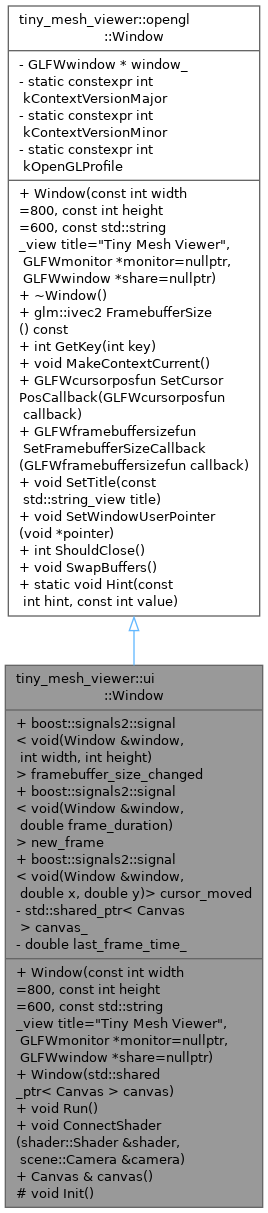 tiny_mesh_viewer::opengl
::Window
- GLFWwindow * window_
- static constexpr int
kContextVersionMajor
- static constexpr int
kContextVersionMinor
- static constexpr int
kOpenGLProfile
+ Window(const int width
=800, const int height
=600, const std::string
_view title="Tiny Mesh Viewer",
GLFWmonitor *monitor=nullptr,
GLFWwindow *share=nullptr)
+ ~Window()
+ glm::ivec2 FramebufferSize
() const
+ int GetKey(int key)
+ void MakeContextCurrent()
+ GLFWcursorposfun SetCursor
PosCallback(GLFWcursorposfun
callback)
+ GLFWframebuffersizefun
SetFramebufferSizeCallback
(GLFWframebuffersizefun callback)
+ void SetTitle(const
std::string_view title)
+ void SetWindowUserPointer
(void *pointer)
+ int ShouldClose()
+ void SwapBuffers()
+ static void Hint(const
int hint, const int value)
tiny_mesh_viewer::ui
::Window
+ boost::signals2::signal
< void(Window &window,
int width, int height)
> framebuffer_size_changed
+ boost::signals2::signal
< void(Window &window,
double frame_duration)
> new_frame
+ boost::signals2::signal
< void(Window &window,
double x, double y)> cursor_moved
- std::shared_ptr< Canvas
> canvas_
- double last_frame_time_
+ Window(const int width
=800, const int height
=600, const std::string
_view title="Tiny Mesh Viewer",
GLFWmonitor *monitor=nullptr,
GLFWwindow *share=nullptr)
+ Window(std::shared
_ptr< Canvas > canvas)
+ void Run()
+ void ConnectShader
(shader::Shader &shader,
scene::Camera &camera)
+ Canvas & canvas()
# void Init()